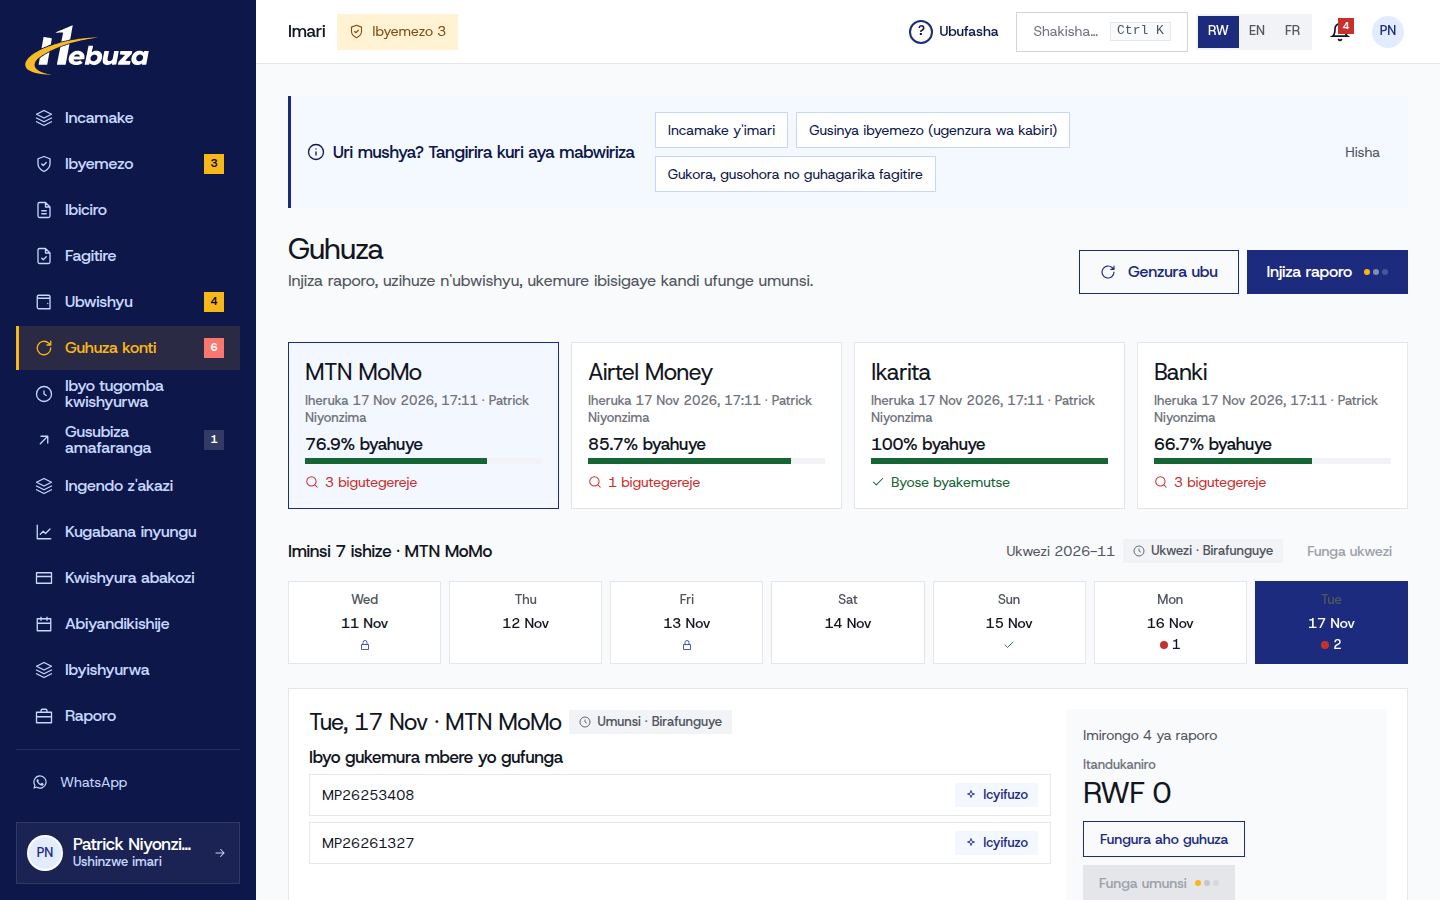 Hebuza
Imari
Ibyemezo 3
? Ubufasha
Shakisha... Ctrl K
RW EN FR
4
PN
Incamake
Ibyemezo 3
Ibiciro
Fagitire
Ubwishyu 4
Guhuza konti 6
Ibyo tugomba
kwishyurwa
Gusubiza
amafaranga 1
Ingendo z'akazi
Kugabana inyungu
Kwishyura abakozi
Abiyandikishije
Ibyishyurwa
Raporo
WhatsApp
PN Patrick Niyonzi...
Ushinzwe imari
Uri mushya? Tangirira kuri aya mabwiriza
Incamake y'imari
Gusinya ibyemezo (ugenzura wa kabiri)
Gukora, gusohora no guhagarika fagitire
Hisha
Guhuza
Injiza raporo, uzihuze n'ubwishyu, ukemure ibisigaye kandi ufunge umunsi.
Genzura ubu
Injiza raporo
MTN MoMo
Iheruka 17 Nov 2026, 17:11 · Patrick
Niyonzima
76.9% byahuye
3 bigutegereje
Airtel Money
Iheruka 17 Nov 2026, 17:11 · Patrick
Niyonzima
85.7% byahuye
1 bigutegereje
Ikarita
Iheruka 17 Nov 2026, 17:11 · Patrick
Niyonzima
100% byahuye
Byose byakemutse
Banki
Iheruka 17 Nov 2026, 17:11 · Patrick
Niyonzima
66.7% byahuye
3 bigutegereje
Iminsi 7 ishize · MTN MoMo
Ukwezi 2026-11
Ukwezi · Birafunguye
Funga ukwezi
Wed
11 Nov
Thu
12 Nov
Fri
13 Nov
Sat
14 Nov
Sun
15 Nov
Mon
16 Nov
1
Tue
17 Nov
2
Tue, 17 Nov · MTN MoMo
Umunsi · Birafunguye
Ibyo gukemura mbere yo gufunga
MP26253408 Icyifuzo
MP26261327 Icyifuzo
Imirongo 4 ya raporo
Itandukaniro
RWF 0
Fungura aho guhuza
Funga umunsi